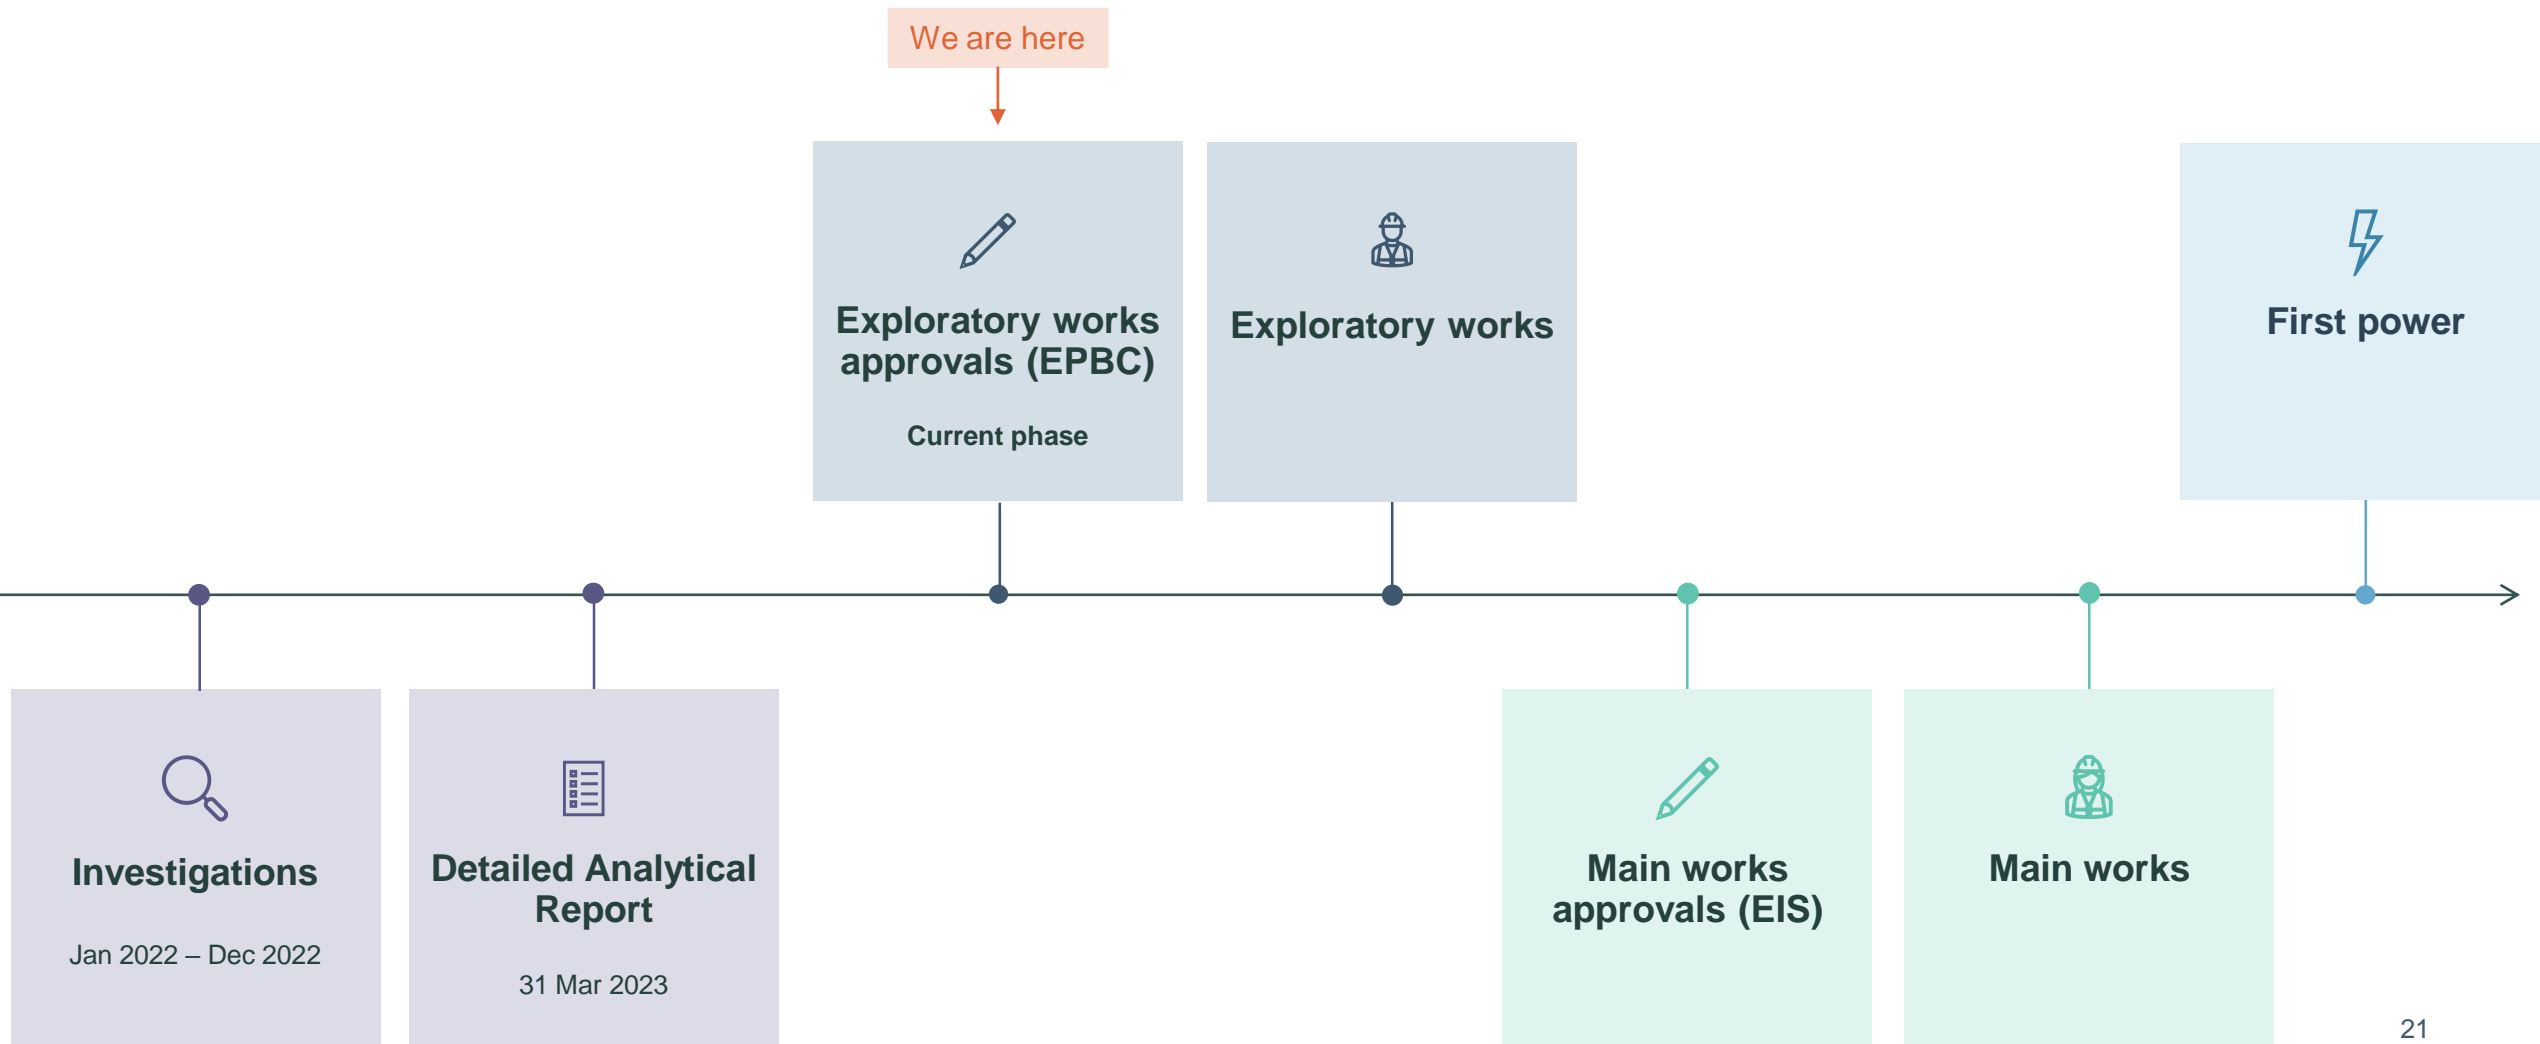 We are here
Exploratory works
approvals (EPBC)
Current phase
Exploratory works
First power
Investigations
Jan 2022 – Dec 2022
Detailed Analytical
Report
31 Mar 2023
Main works
approvals (EIS)
Main works
21